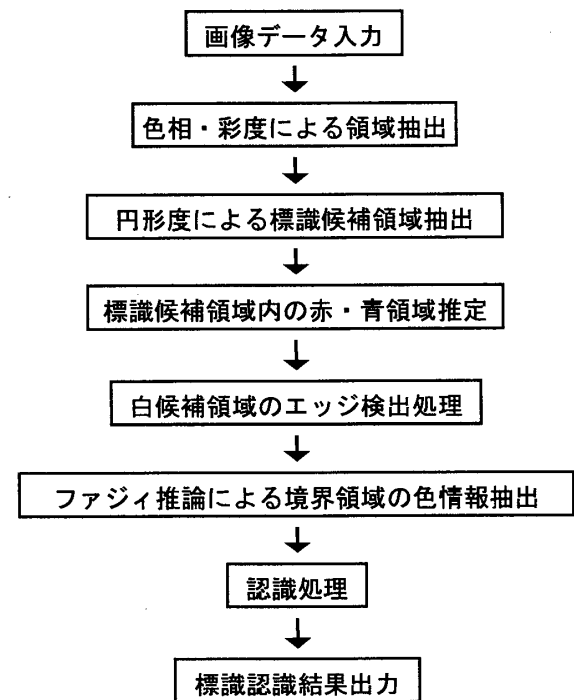 画像データ入力
色相・彩度による領域抽出
円形度による標識候補領域抽出
標識候補領域内の赤・青領域推定
白候補領域のエッジ検出処理
ファジィ推論による境界領域の色情報抽出
認識処理
標識認識結果出力